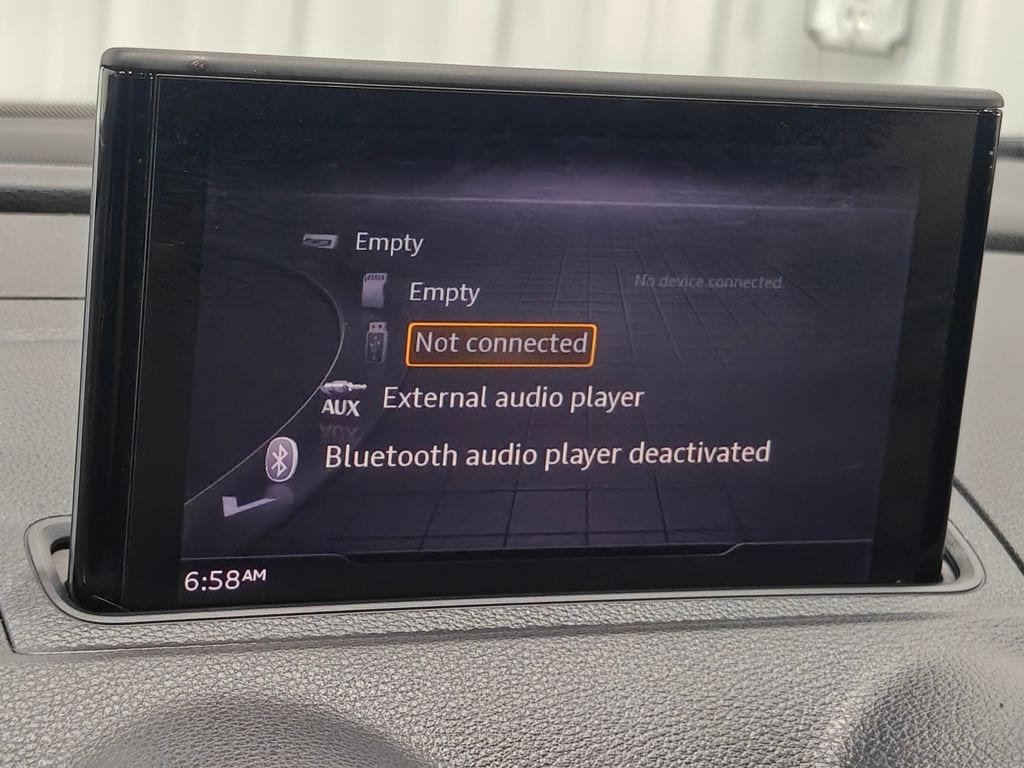 Empty
Empty
No device connected.
Not connected
AUX
External audio player
Bluetooth audio player deactivated
6:58AM